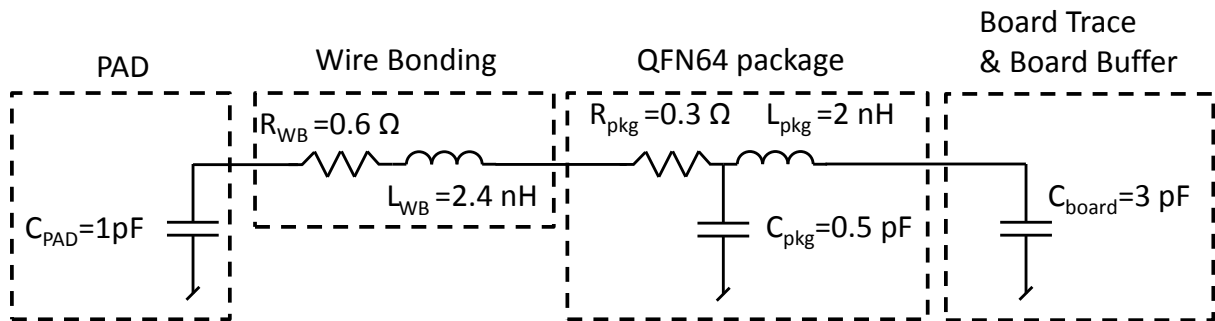 PAD
Wire Bonding
QFN64 package
Board Trace
& Board Buffer
R_WB =0.6 Ω
L_WB =2.4 nH
R_pkg =0.3 Ω
L_pkg =2 nH
C_PAD=1pF
C_pkg=0.5 pF
C_board=3 pF